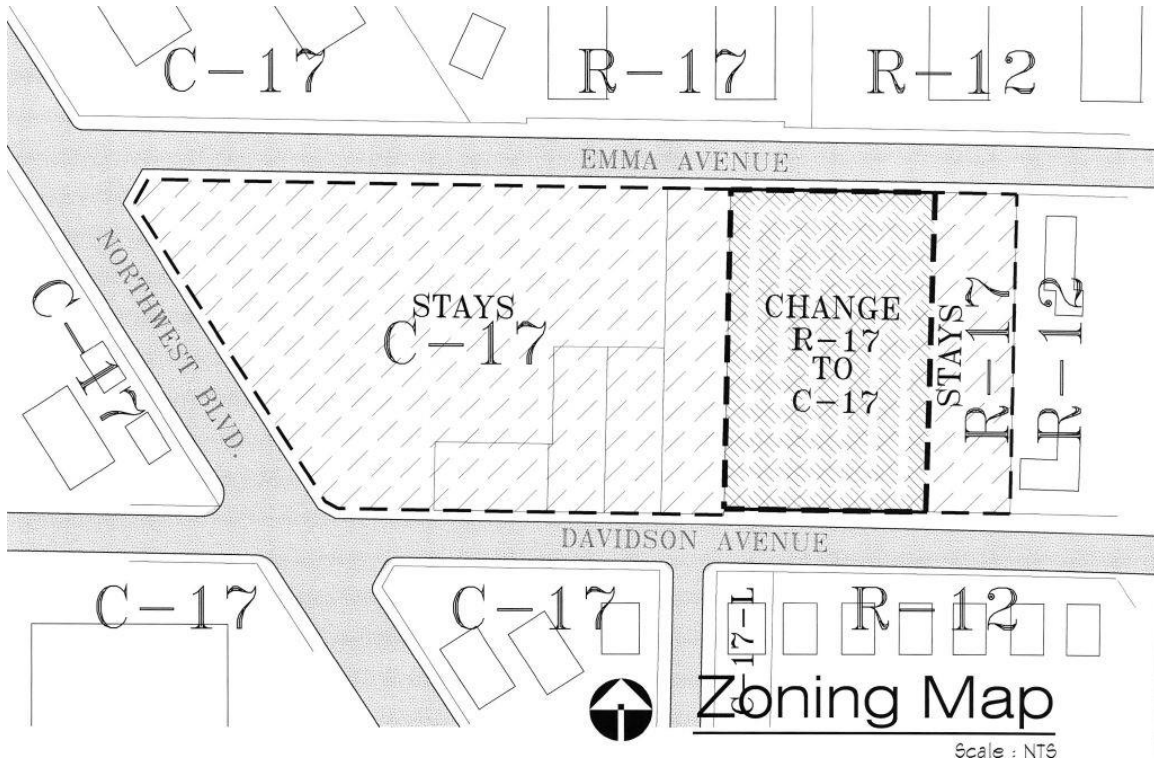 C-17
R-17
R-12
EMMA AVENUE
NORTHWEST BLVD.
C-17
STAYS
C-17
CHANGE
R-17
TO
C-17
STAYS
R-17
R-12
DAVIDSON AVENUE
C-17
C-17
C-17-L
R-12
Zoning Map
Scale : NTS